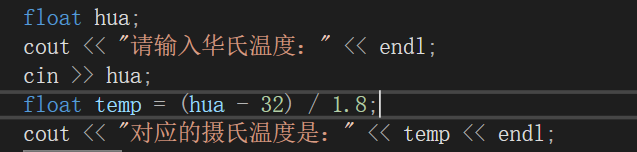 float hua;
cout << "请输入华氏温度：" << endl;
cin >> hua;
float temp = (hua - 32) / 1.8;
cout << "对应的摄氏温度是：" << temp << endl;